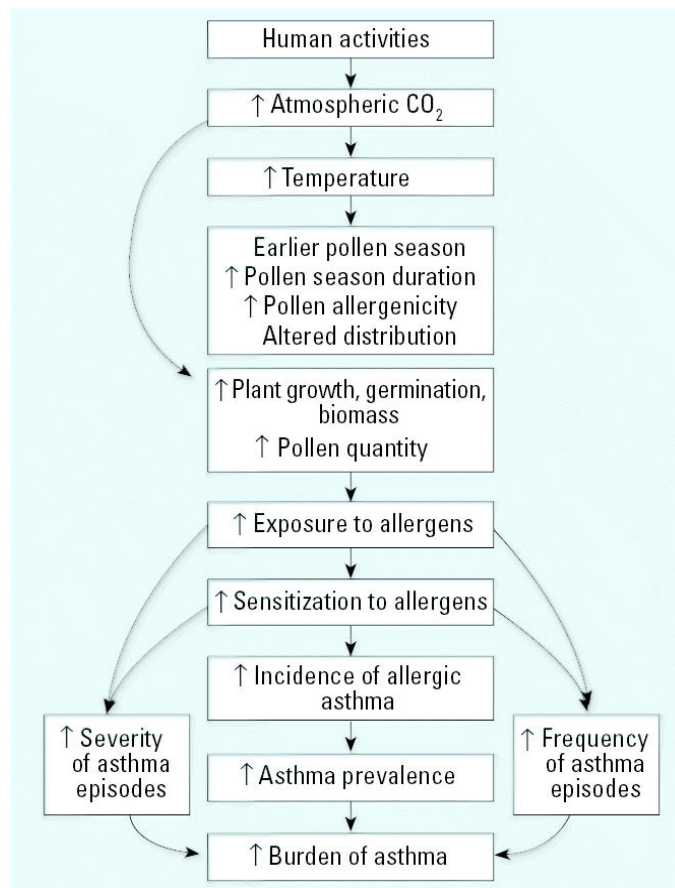 Human activities
↑ Atmospheric CO₂
↑ Temperature
Earlier pollen season
↑ Pollen season duration
↑ Pollen allergenicity
Altered distribution
↑ Plant growth, germination,
biomass
↑ Pollen quantity
↑ Exposure to allergens
↑ Sensitization to allergens
↑ Incidence of allergic
asthma
↑ Severity
of asthma
episodes
↑ Asthma prevalence
↑ Frequency
of asthma
episodes
↑ Burden of asthma